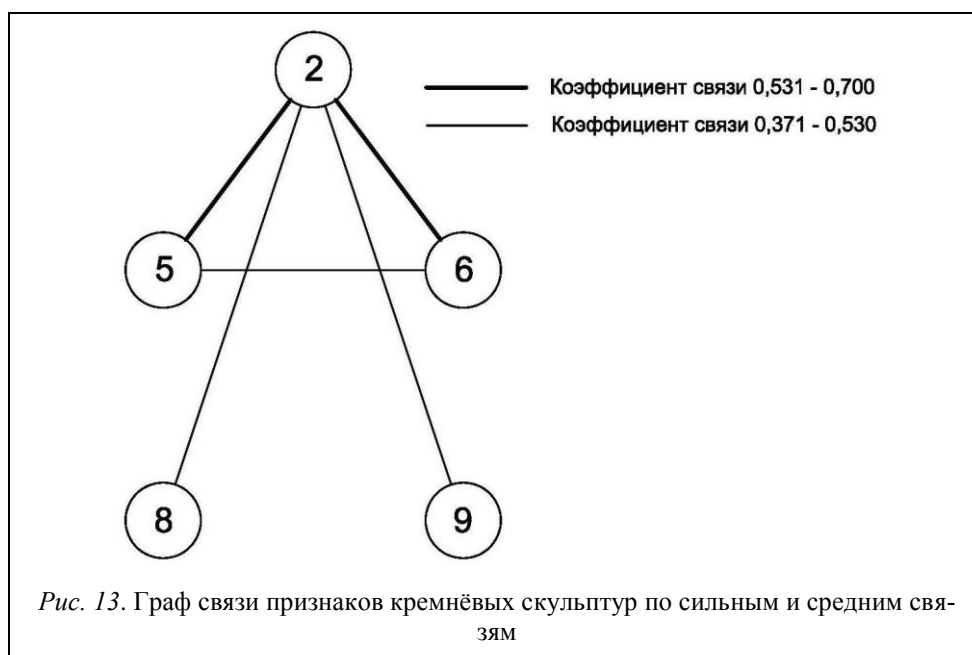 2
Коэффициент связи 0,531 - 0,700
Коэффициент связи 0,371 - 0,530
5
6
8
9
Рис. 13. Граф связи признаков кремнёвых скульптур по сильным и средним свя-
зям